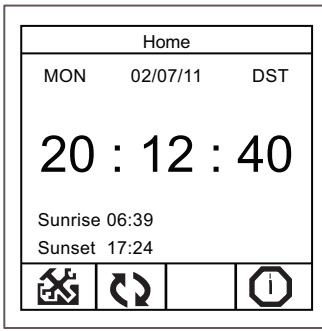 Home
MON 02/07/11 DST
20 : 12 : 40
Sunrise 06:39
Sunset 17:24
i